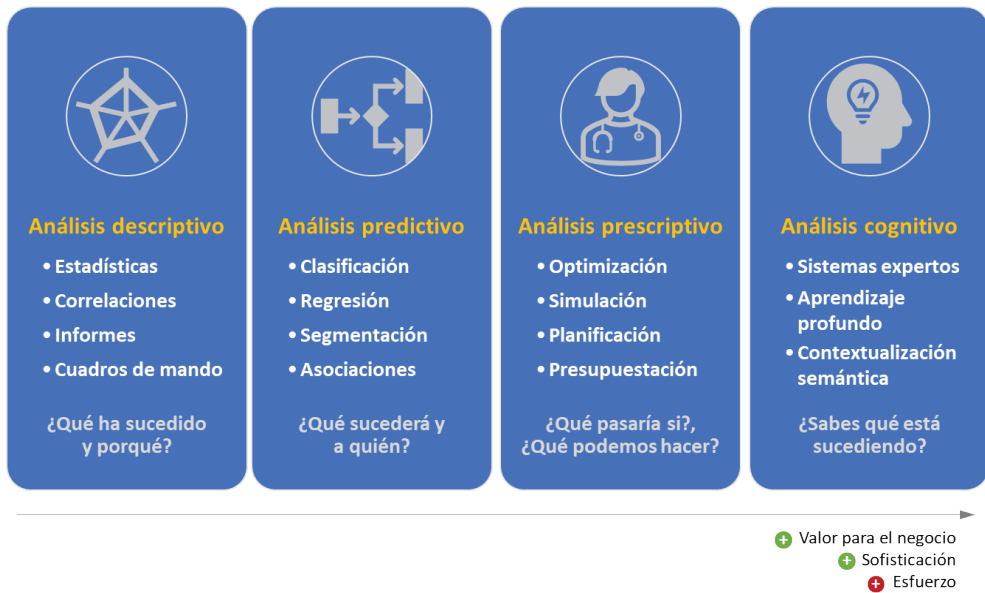 Análisis descriptivo
• Estadísticas
• Correlaciones
• Informes
• Cuadros de mando
¿Qué ha sucedido
y porqué?
Análisis predictivo
• Clasificación
• Regresión
• Segmentación
• Asociaciones
¿Qué sucederá y
a quién?
Análisis prescriptivo
• Optimización
• Simulación
• Planificación
• Presupuestación
¿Qué pasaría si?,
¿Qué podemos hacer?
Análisis cognitivo
• Sistemas expertos
• Aprendizaje
profundo
• Contextualización
semántica
¿Sabes qué está
sucediendo?
+ Valor para el negocio
+ Sofisticación
+ Esfuerzo